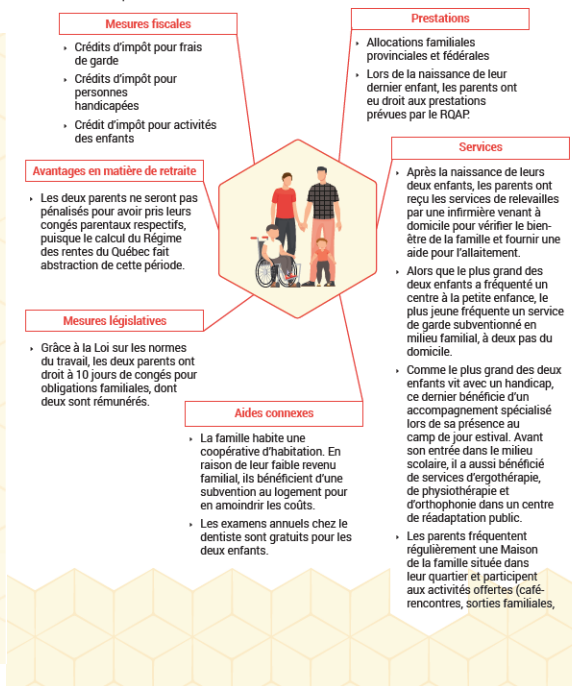 Mesures fiscales
‣ Crédits d'impôt pour frais
de garde
‣ Crédits d'impôt pour
personnes
handicapées
‣ Crédit d'impôt pour activités
des enfants
Prestations
‣ Allocations familiales
provinciales et fédérales
‣ Lors de la naissance de leur
dernier enfant, les parents ont
eu droit aux prestations
prévues par le RQAP.
Avantages en matière de retraite
‣ Les deux parents ne seront pas
pénalisés pour avoir pris leurs
congés parentaux respectifs,
puisque le calcul du Régime
des rentes du Québec fait
abstraction de cette période.
Services
‣ Après la naissance de leurs
deux enfants, les parents ont
reçu les services de relevailles
par une infirmière venant à
domicile pour vérifier le bien-
être de la famille et fournir une
aide pour l'allaitement.
‣ Alors que le plus grand des
deux enfants a fréquenté un
centre à la petite enfance, le
plus jeune fréquente un service
de garde subventionné en
milieu familial, à deux pas du
domicile.
‣ Comme le plus grand des deux
enfants vit avec un handicap,
ce dernier bénéficie d'un
accompagnement spécialisé
lors de sa présence au
camp de jour estival. Avant
son entrée dans le milieu
scolaire, il a aussi bénéficié
de services d'ergothérapie,
de physiothérapie et
d'orthophonie dans un centre
de réadaptation public.
‣ Les parents fréquentent
régulièrement une Maison
de la famille située dans
leur quartier et participent
aux activités offertes (café-
rencontres, sorties familiales,
Mesures législatives
‣ Grâce à la Loi sur les normes
du travail, les deux parents ont
droit à 10 jours de congés pour
obligations familiales, dont
deux sont rémunérés.
Aides connexes
‣ La famille habite une
coopérative d'habitation. En
raison de leur faible revenu
familial, ils bénéficient d'une
subvention au logement pour
en amoindrir les coûts.
‣ Les examens annuels chez le
dentiste sont gratuits pour les
deux enfants.